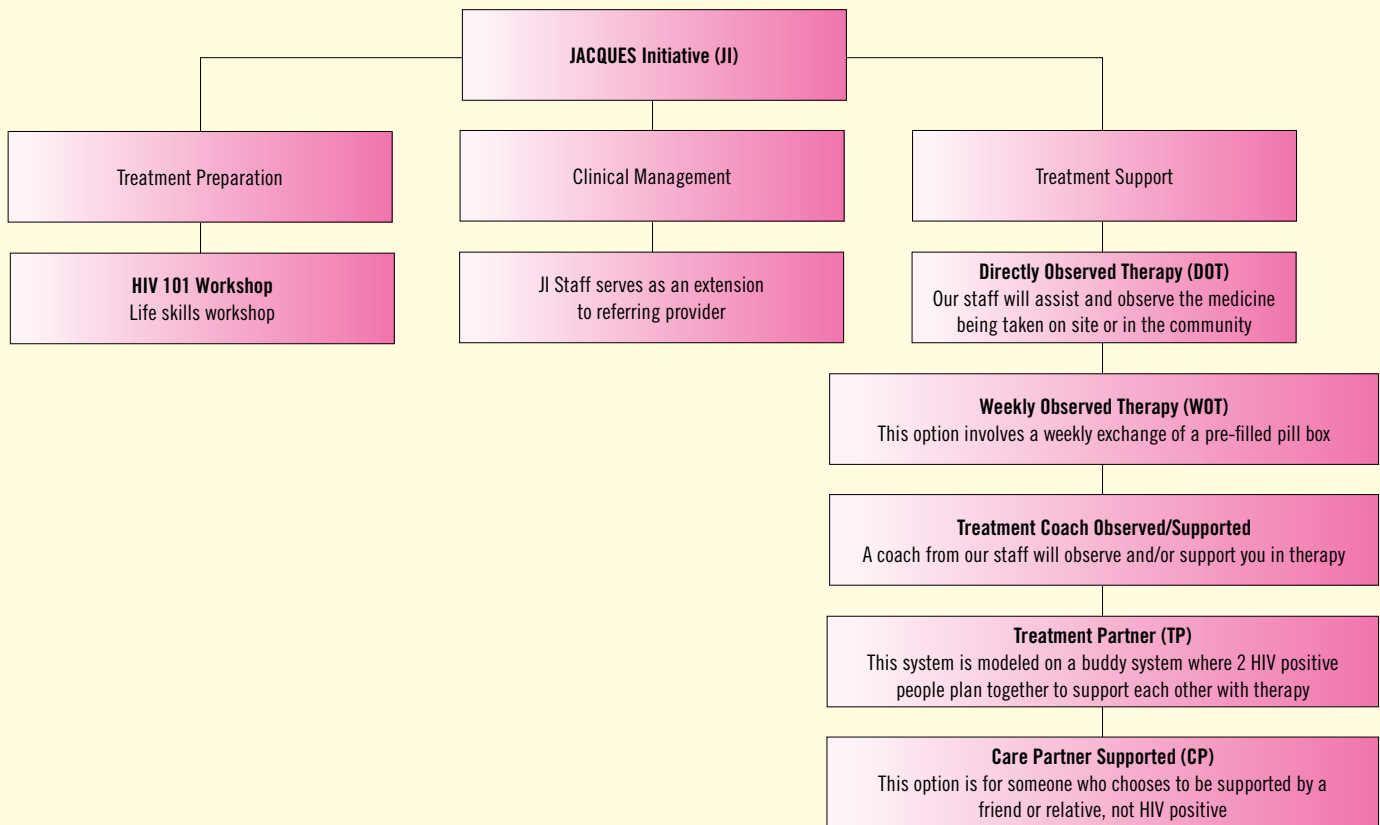 JACQUES Initiative (JI)
Treatment Preparation
Clinical Management
Treatment Support
HIV 101 Workshop
Life skills workshop
JI Staff serves as an extension
to referring provider
Directly Observed Therapy (DOT)
Our staff will assist and observe the medicine
being taken on site or in the community
Weekly Observed Therapy (WOT)
This option involves a weekly exchange of a pre-filled pill box
Treatment Coach Observed/Supported
A coach from our staff will observe and/or support you in therapy
Treatment Partner (TP)
This system is modeled on a buddy system where 2 HIV positive
people plan together to support each other with therapy
Care Partner Supported (CP)
This option is for someone who chooses to be supported by a
friend or relative, not HIV positive